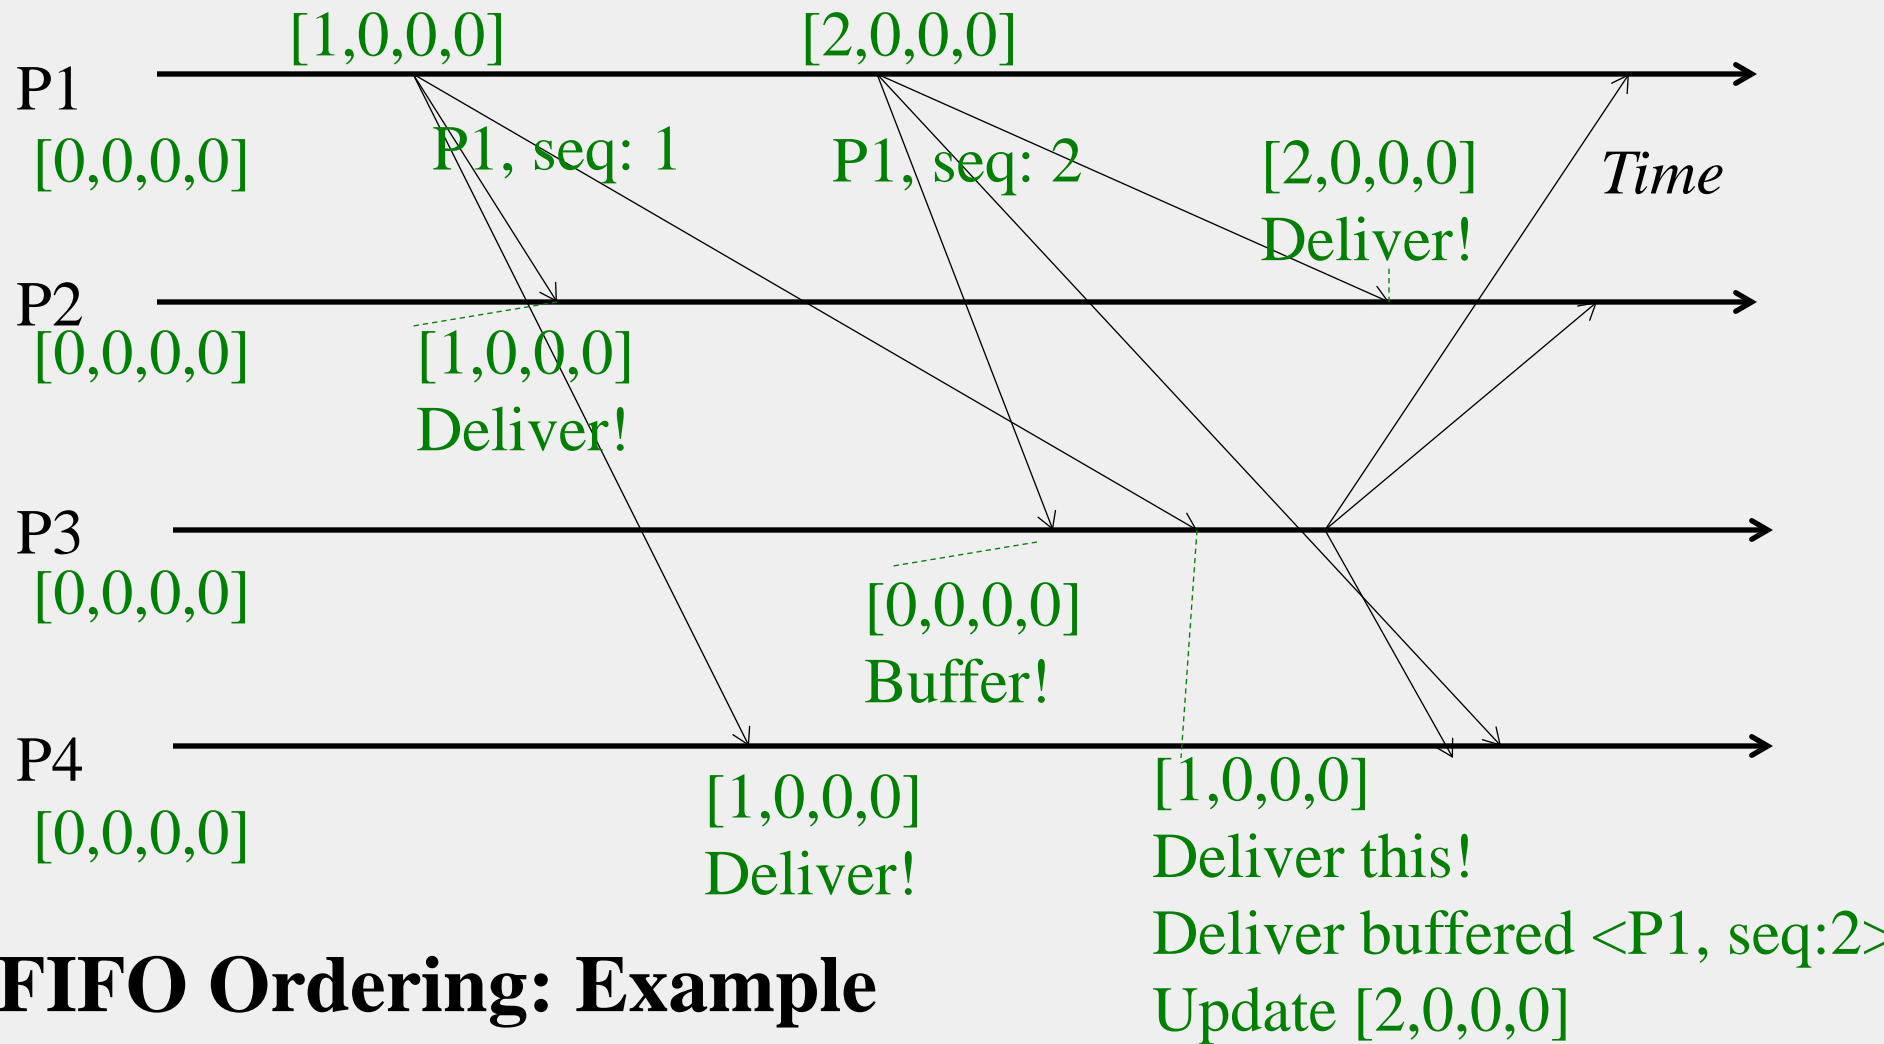 [1,0,0,0]
[2,0,0,0]
P1
[0,0,0,0]
P1, seq: 1
P1, seq: 2
[2,0,0,0]
Deliver!
Time
P2
[0,0,0,0]
[1,0,0,0]
Deliver!
P3
[0,0,0,0]
[0,0,0,0]
Buffer!
P4
[0,0,0,0]
[1,0,0,0]
Deliver!
[1,0,0,0]
Deliver this!
Deliver buffered <P1, seq:2>
Update [2,0,0,0]
FIFO Ordering: Example